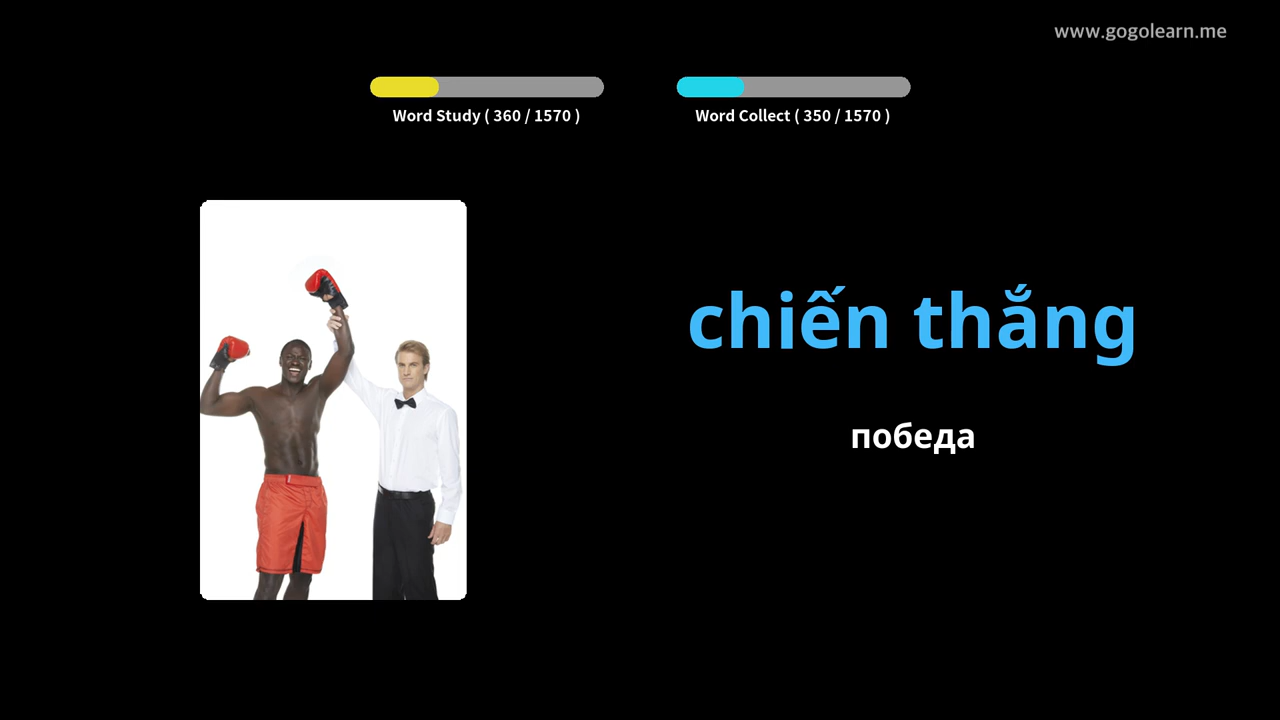 www.gogolearn.me
Word Study ( 360 / 1570 )
Word Collect ( 350 / 1570 )
chiến thắng
победа